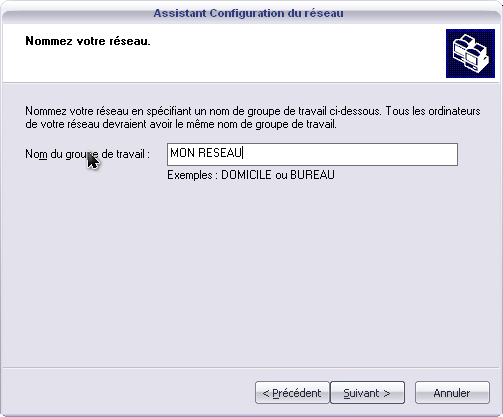 Assistant Configuration du réseau
Nommez votre réseau.
Nommez votre réseau en spécifiant un nom de groupe de travail ci-dessous. Tous les ordinateurs
de votre réseau devraient avoir le même nom de groupe de travail.
Nom du groupe de travail : MON RESEAU
Exemples : DOMICILE ou BUREAU
< Précédent Suivant > Annuler